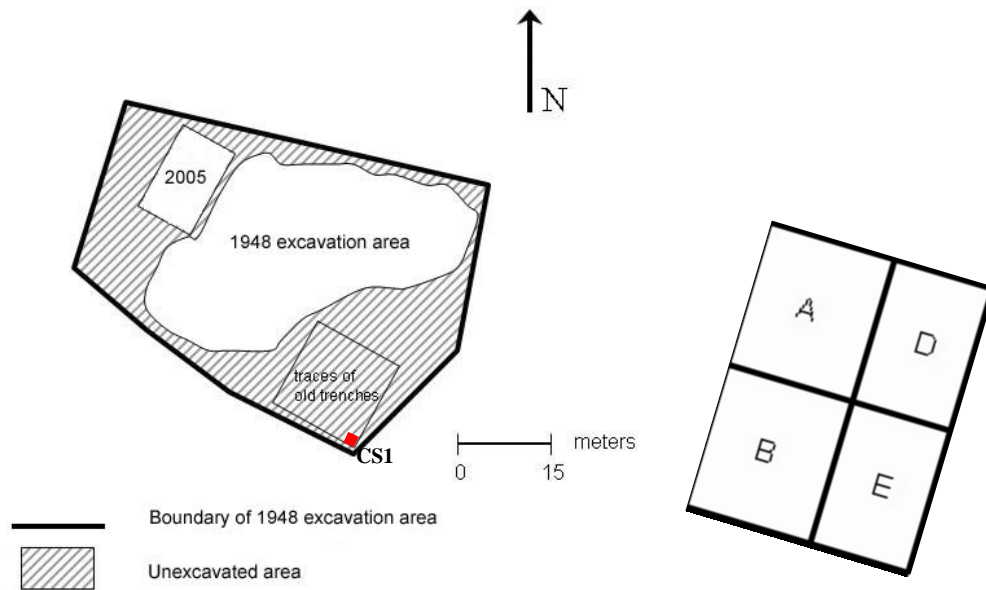 N
2005
1948 excavation area
traces of
old trenches
CS1
meters
0 15
Boundary of 1948 excavation area
Unexcavated area
A
D
B
E